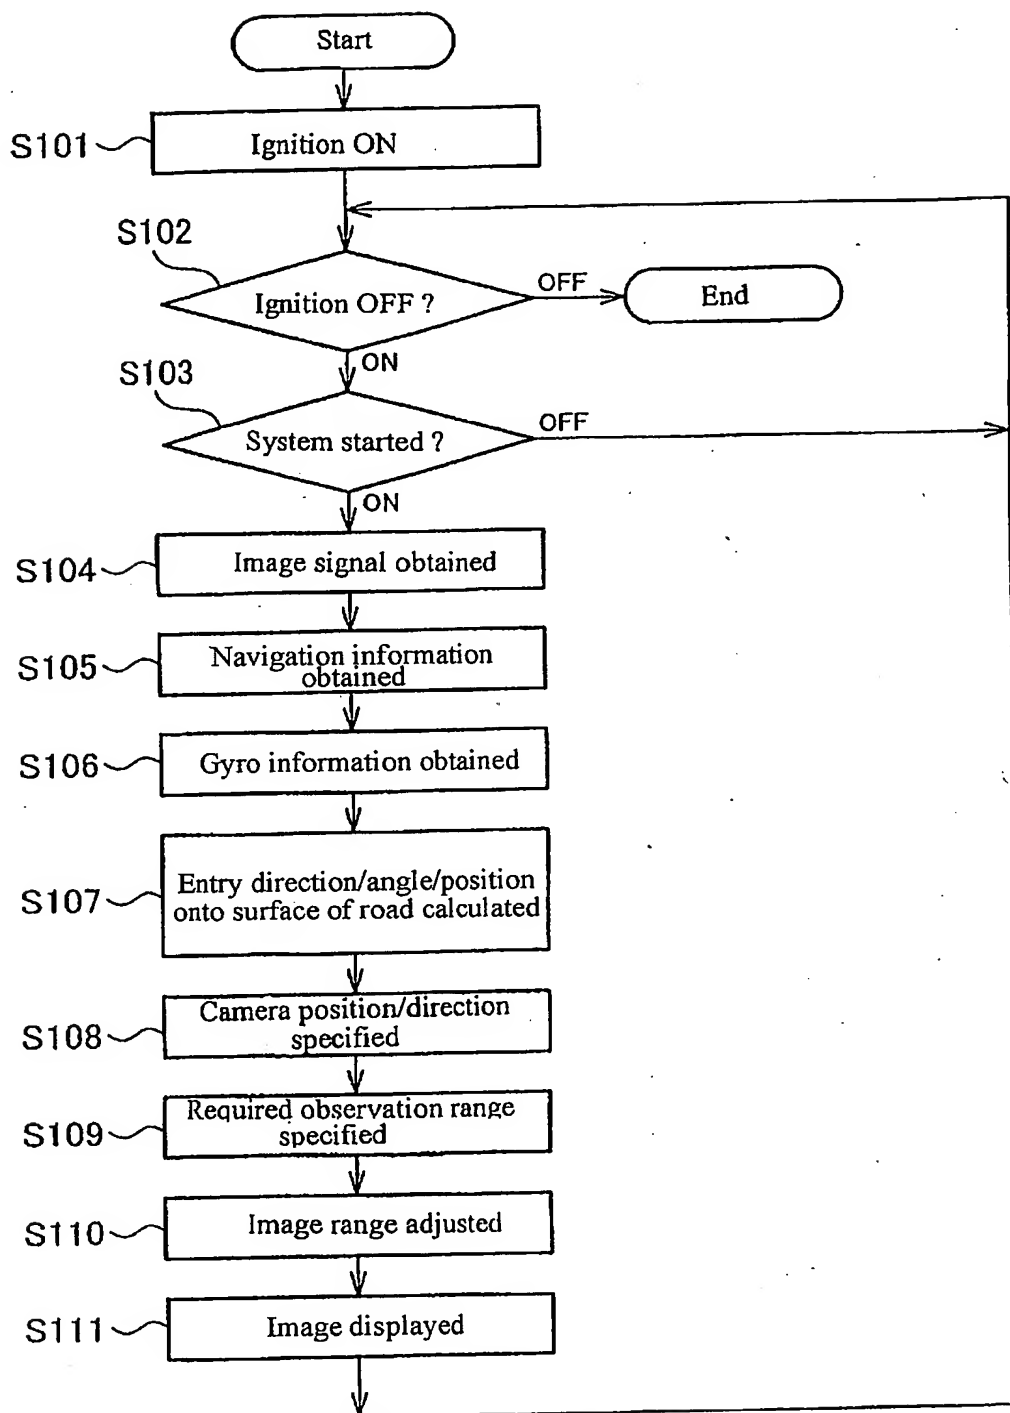 Start
S101
Ignition ON
S102
Ignition OFF ?
OFF
End
ON
S103
System started ?
OFF
ON
S104
Image signal obtained
S105
Navigation information
obtained
S106
Gyro information obtained
S107
Entry direction/angle/position
onto surface of road calculated
S108
Camera position/direction
specified
S109
Required observation range
specified
S110
Image range adjusted
S111
Image displayed